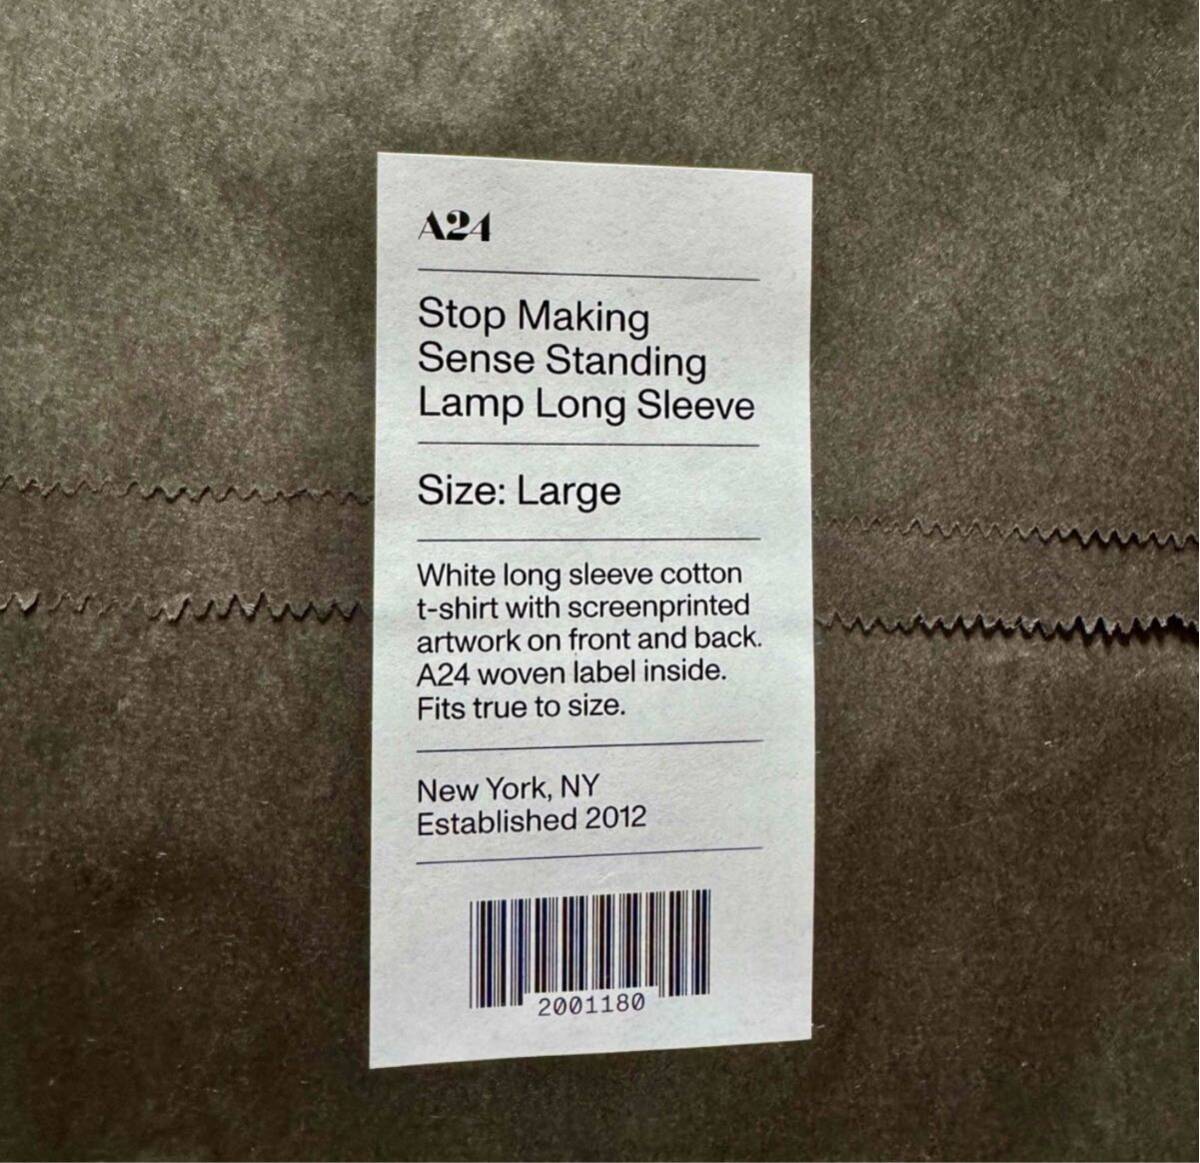 A24
Stop Making
Sense Standing
Lamp Long Sleeve
Size: Large
White long sleeve cotton
t-shirt with screenprinted
artwork on front and back.
A24 woven label inside.
Fits true to size.
New York, NY
Established 2012
2001180